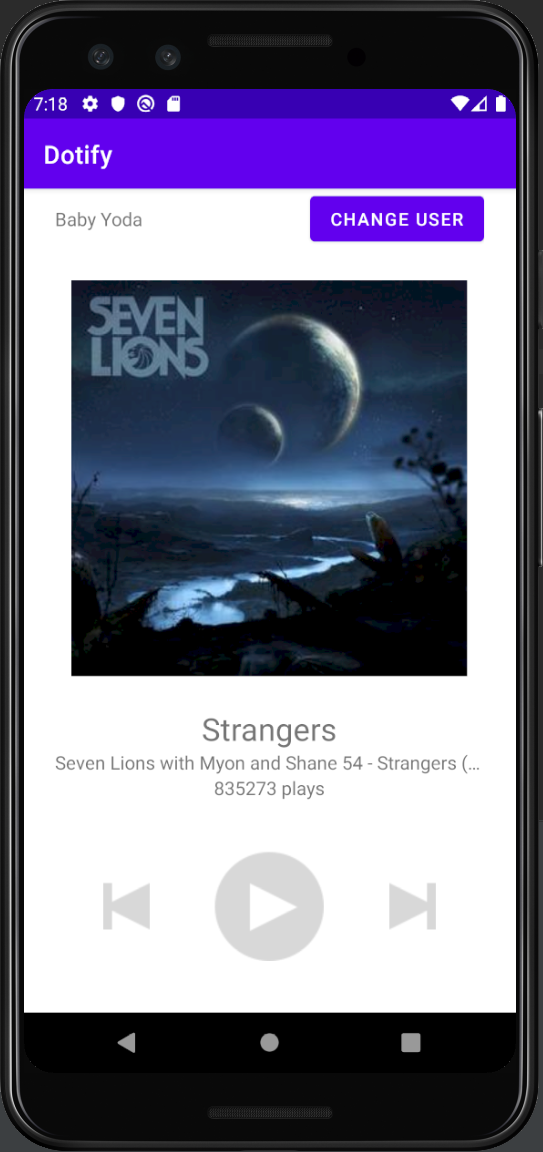 7:18
Dotify
Baby Yoda
CHANGE USER
SEVEN
LIONS
Strangers
Seven Lions with Myon and Shane 54 - Strangers (...
835273 plays